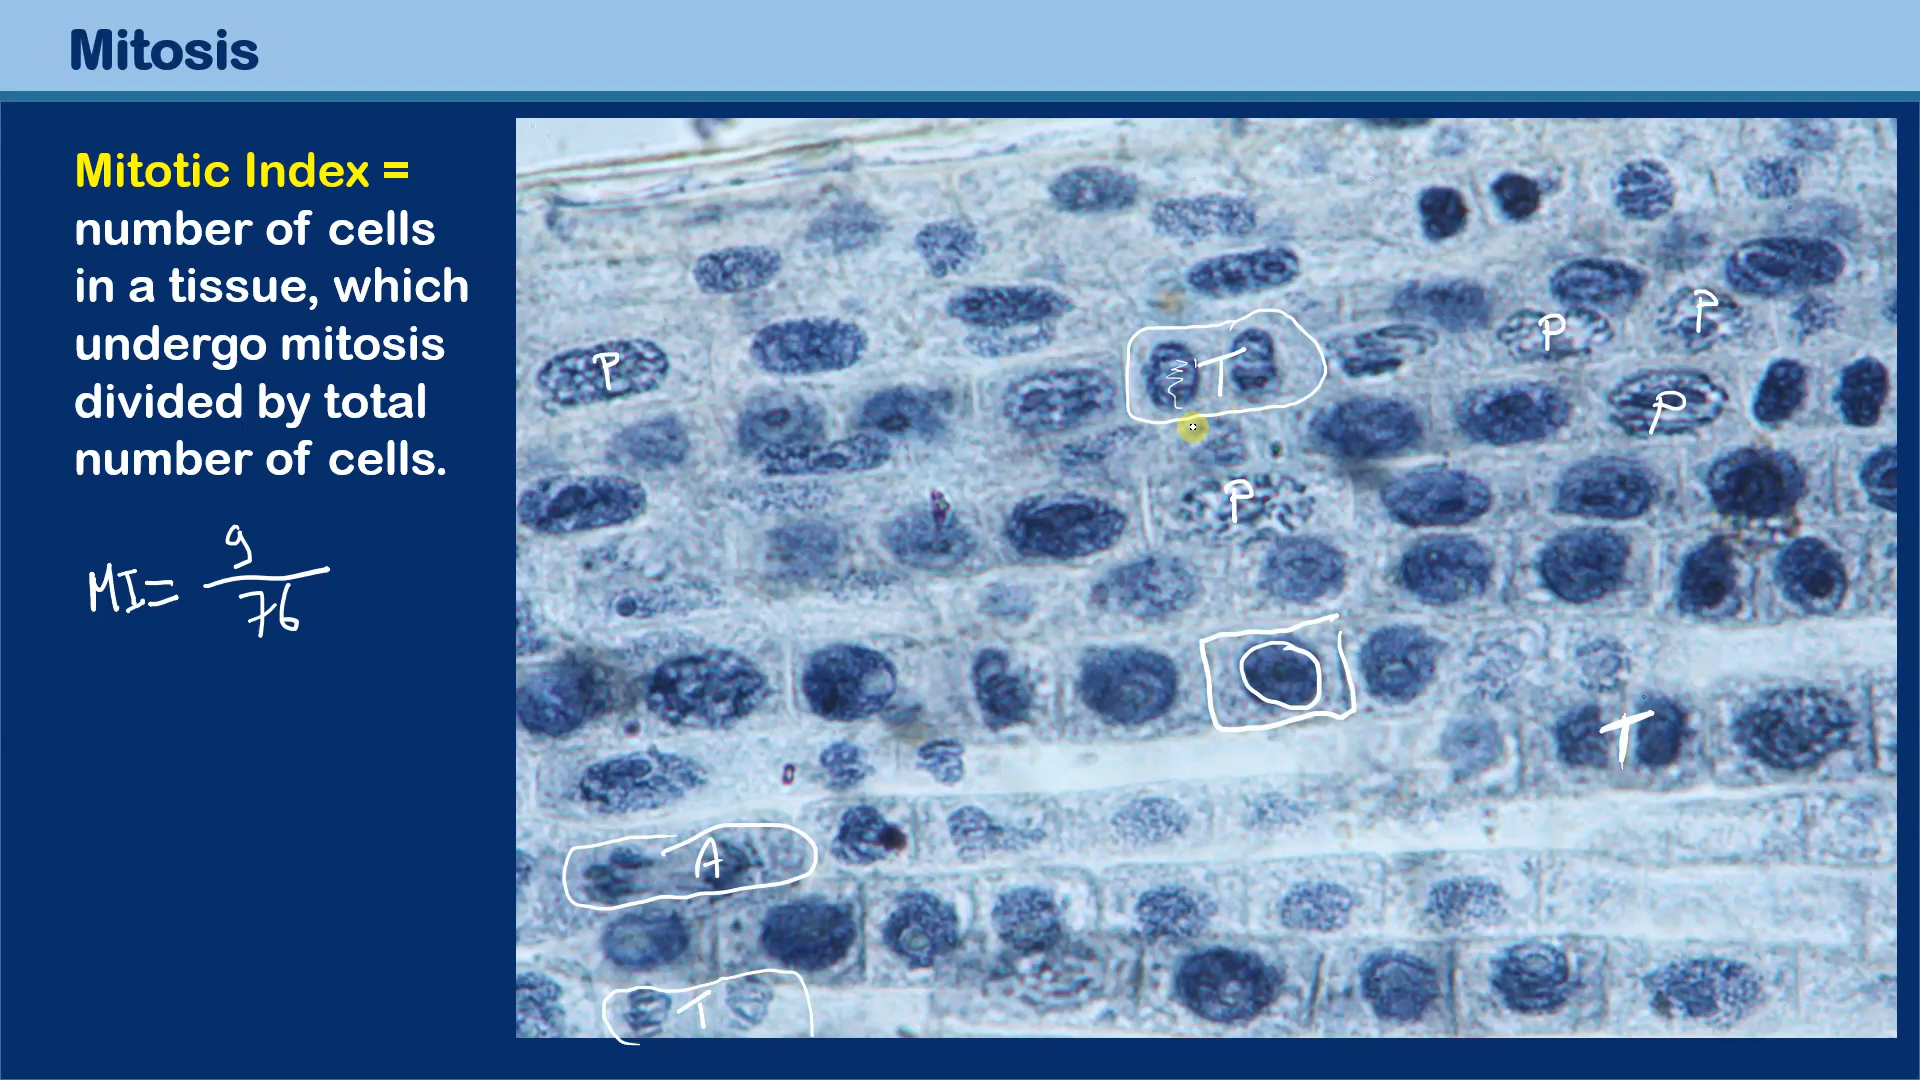 Mitosis
Mitotic Index =
number of cells
in a tissue, which
undergo mitosis
divided by total
number of cells.
MI= 9/76
P
P
P
T
P
P
T
A
T